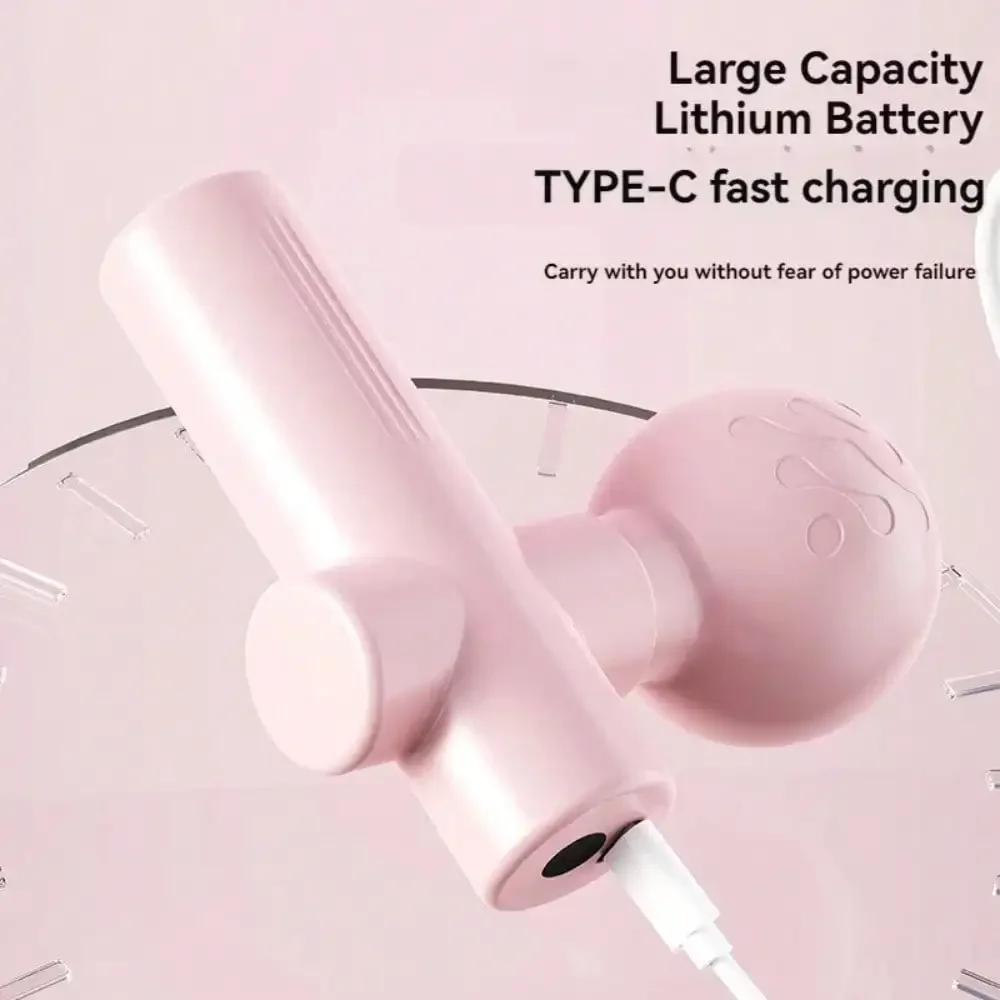 Large Capacity
Lithium Battery
TYPE-C fast charging
Carry with you without fear of power failure